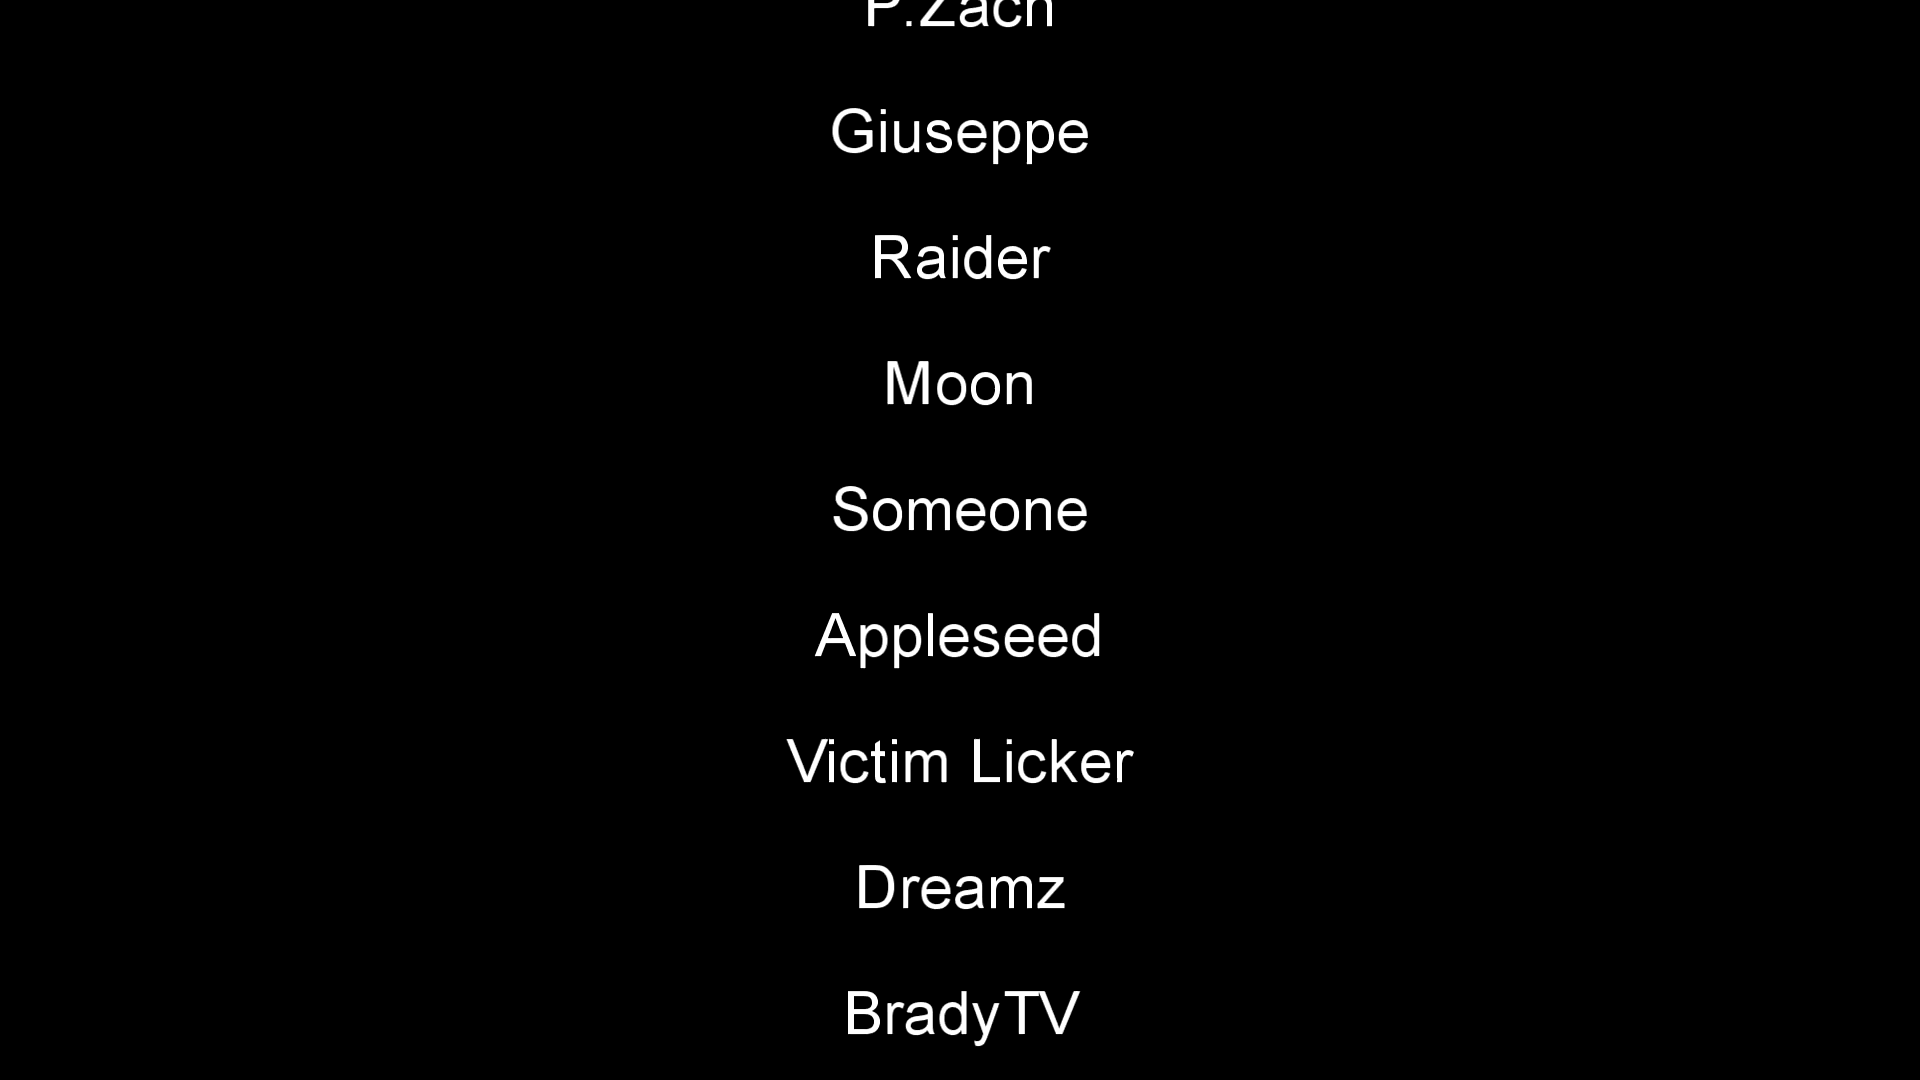 P.Zach
Giuseppe
Raider
Moon
Someone
Appleseed
Victim Licker
Dreamz
BradyTV